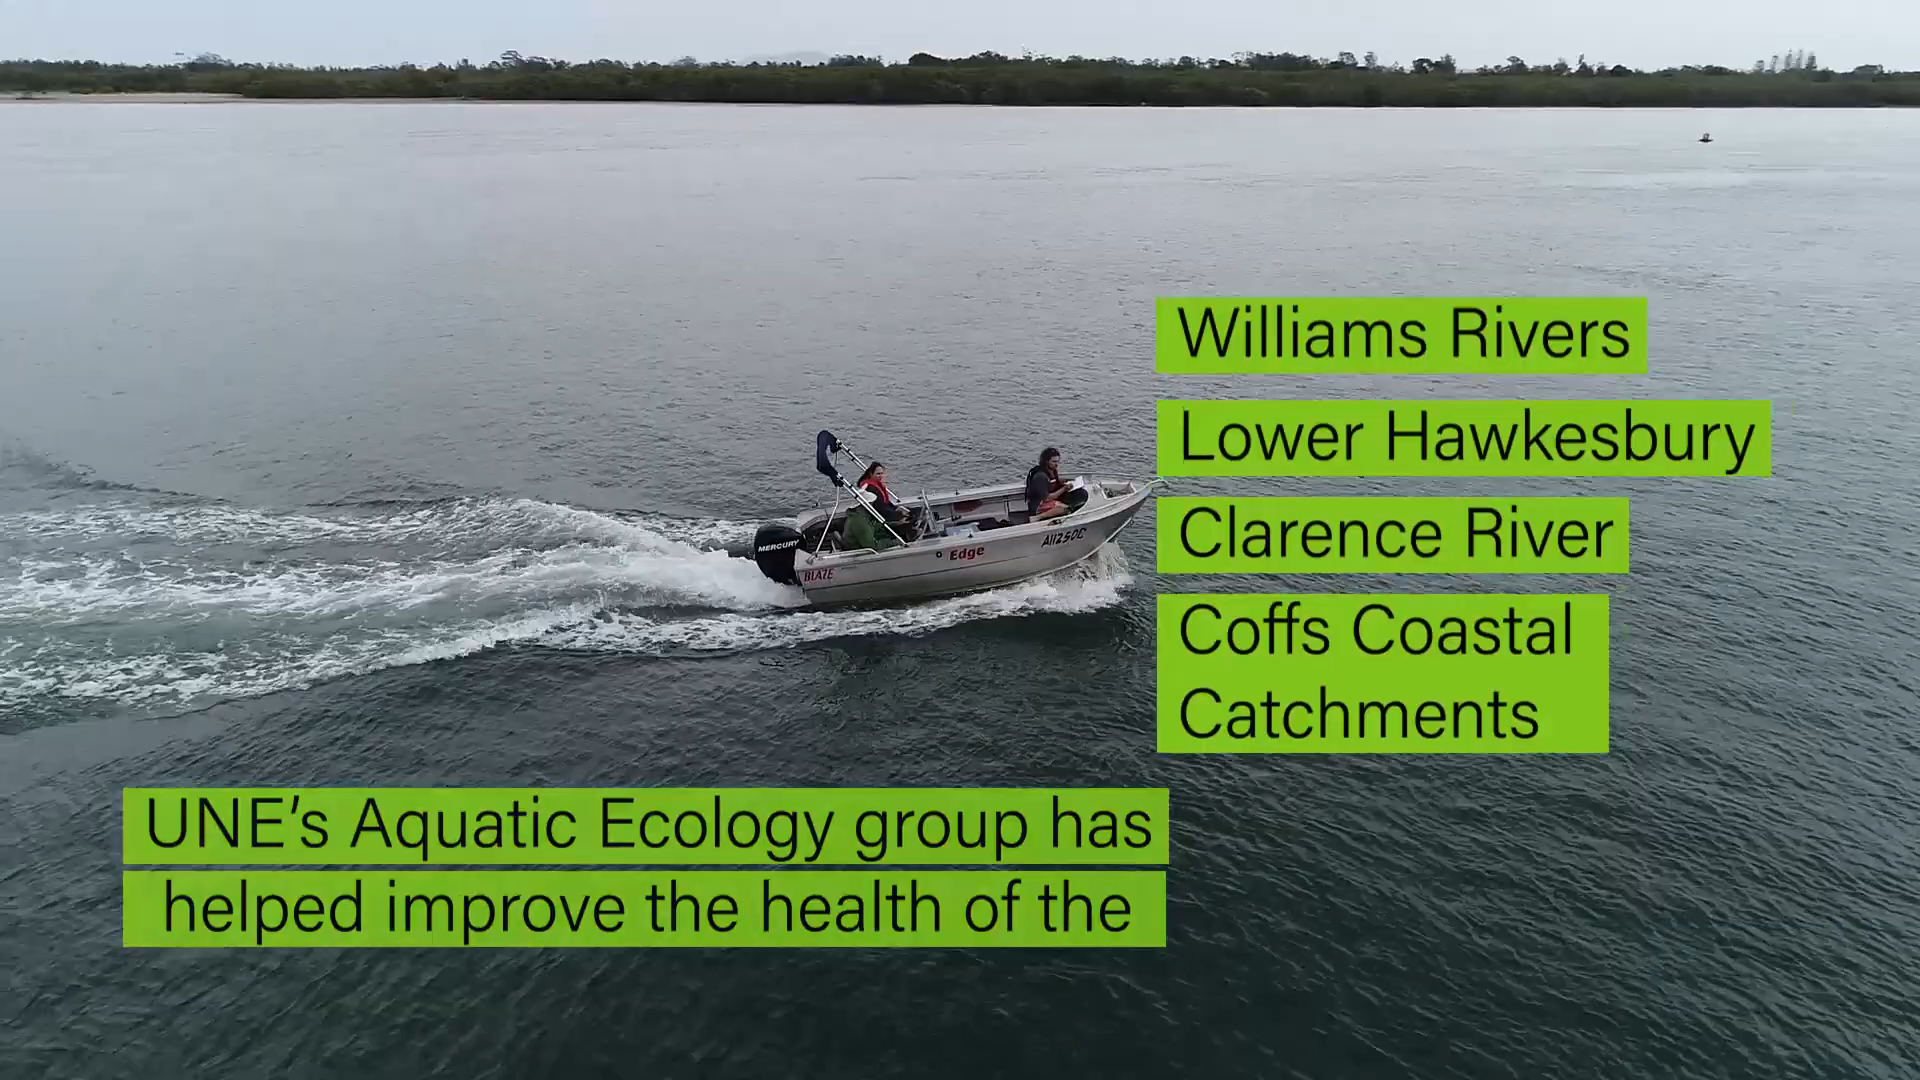 Williams Rivers
Lower Hawkesbury
Clarence River
Coffs Coastal
Catchments
MERCURY
BLAZE
Edge
UNE’s Aquatic Ecology group has
helped improve the health of the